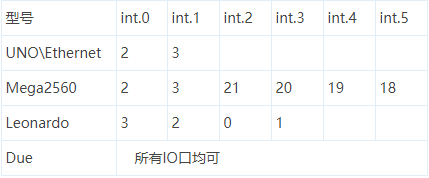 型号 int.0 int.1 int.2 int.3 int.4 int.5
UNO\Ethernet 2 3
Mega2560 2 3 21 20 19 18
Leonardo 3 2 0 1
Due 所有IO口均可